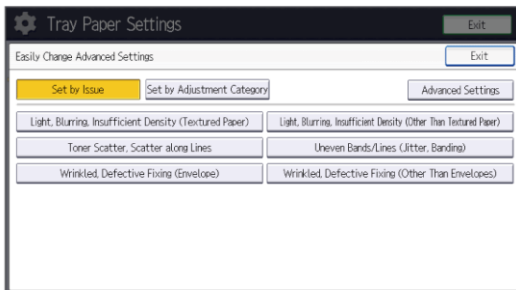 Tray Paper Settings
Exit
Easily Change Advanced Settings
Exit
Set by Issue
Set by Adjustment Category
Advanced Settings
Light, Blurring, Insufficient Density (Textured Paper)
Light, Blurring, Insufficient Density (Other Than Textured Paper)
Toner Scatter, Scatter along Lines
Uneven Bands/Lines (Jitter, Banding)
Wrinkled, Defective Fixing (Envelope)
Wrinkled, Defective Fixing (Other Than Envelopes)